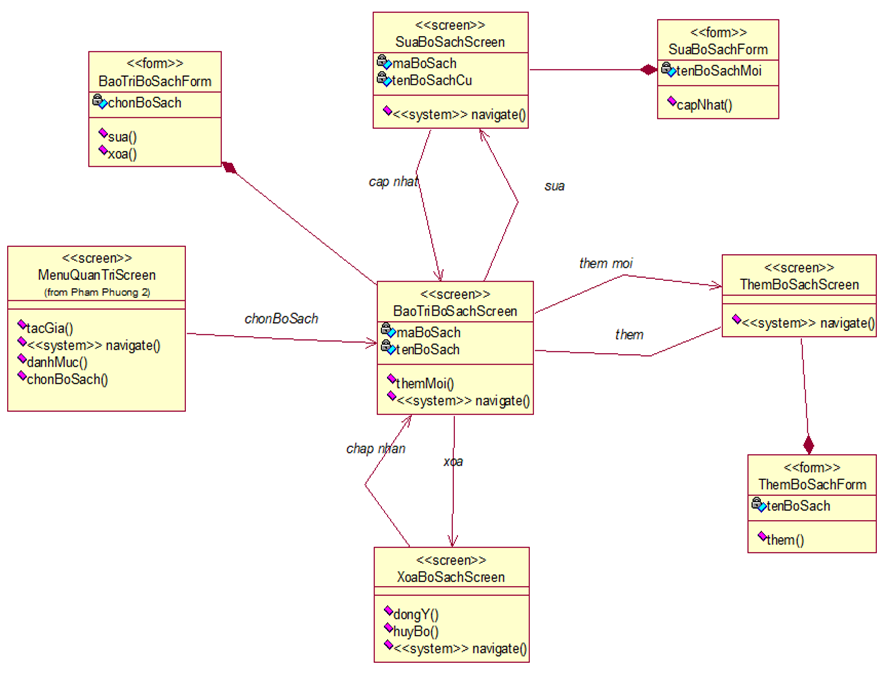 <<screen>>
SuaBoSachScreen
maBoSach
tenBoSachCu
<<system>> navigate()
<<form>>
SuaBoSachForm
tenBoSachMoi
capNhat()
<<form>>
BaoTriBoSachForm
chonBoSach
sua()
xoa()
cap nhat
sua
<<screen>>
MenuQuanTriScreen
(from Pham Phuong 2)
tacGia()
<<system>> navigate()
danhMuc()
chonBoSach()
chonBoSach
<<screen>>
BaoTriBoSachScreen
maBoSach
tenBoSach
themMoi()
<<system>> navigate()
them moi
them
<<screen>>
ThemBoSachScreen
<<system>> navigate()
chap nhan
xoa
<<form>>
ThemBoSachForm
tenBoSach
them()
<<screen>>
XoaBoSachScreen
dongY()
huyBo()
<<system>> navigate()